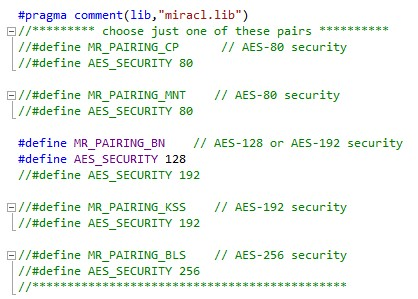 #pragma comment(lib,"miracl.lib")
//********* choose just one of these pairs **********
//#define MR_PAIRING_CP      // AES-80 security
//#define AES_SECURITY 80
//#define MR_PAIRING_MNT    // AES-80 security
//#define AES_SECURITY 80
#define MR_PAIRING_BN    // AES-128 or AES-192 security
#define AES_SECURITY 128
//#define AES_SECURITY 192
//#define MR_PAIRING_KSS    // AES-192 security
//#define AES_SECURITY 192
//#define MR_PAIRING_BLS    // AES-256 security
//#define AES_SECURITY 256
//*********************************************